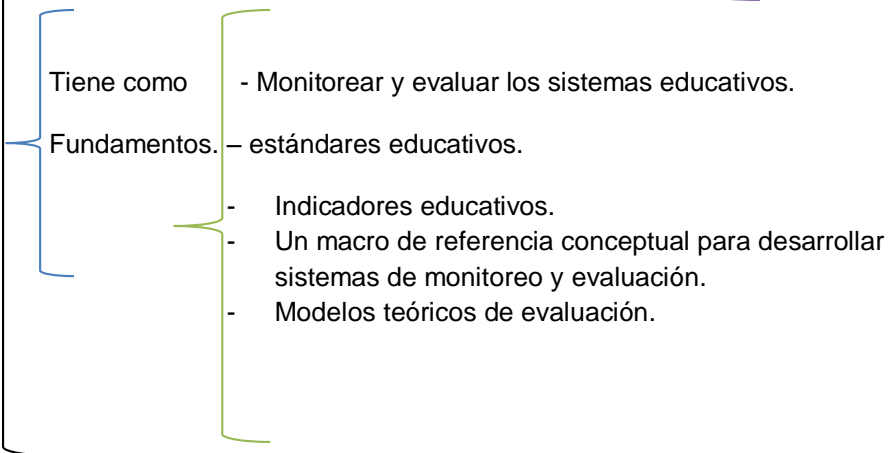 Tiene como - Monitorear y evaluar los sistemas educativos.
Fundamentos. – estándares educativos.
- Indicadores educativos.
- Un macro de referencia conceptual para desarrollar
sistemas de monitoreo y evaluación.
- Modelos teóricos de evaluación.